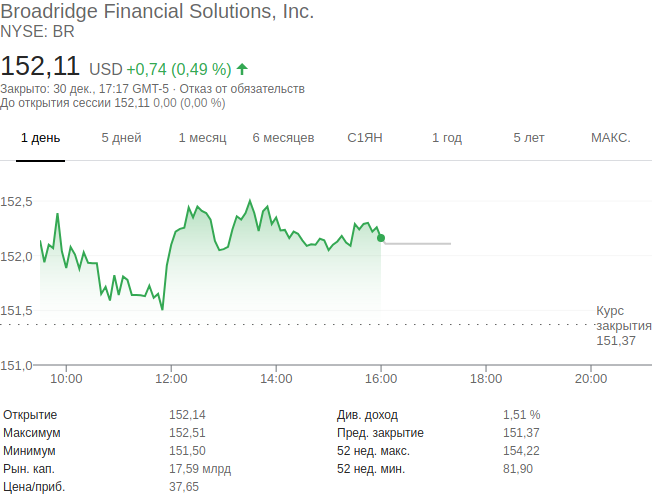 Broadridge Financial Solutions, Inc.
NYSE: BR
152,11 USD +0,74 (0,49 %)
Закрыто: 30 дек., 17:17 GMT-5 · Отказ от обязательств
До открытия сессии 152,11 0,00 (0,00 %)
1 день 5 дней 1 месяц 6 месяцев С1ЯН 1 год 5 лет МАКС.
152,5
152,0
151,5
151,0
Курс
закрытия
151,37
10:00 12:00 14:00 16:00 18:00 20:00
Открытие 152,14 Див. доход 1,51 %
Максимум 152,51 Пред. закрытие 151,37
Минимум 151,50 52 нед. макс. 154,22
Рын. кап. 17,59 млрд 52 нед. мин. 81,90
Цена/приб. 37,65